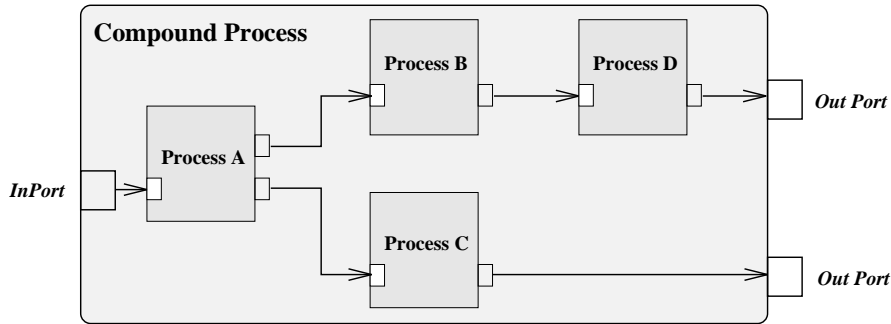 Compound Process
Process B
Process D
Out Port
Process A
InPort
Process C
Out Port